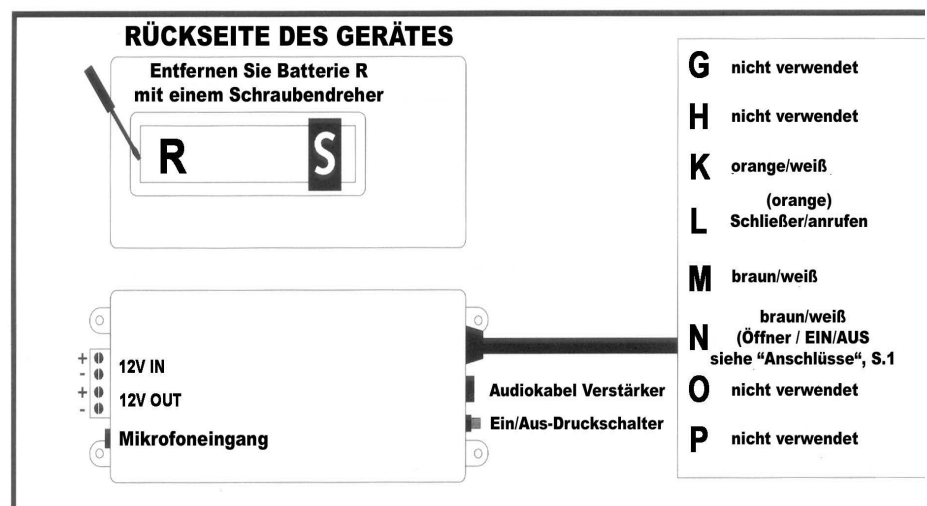 RÜCKSEITE DES GERÄTES
Entfernen Sie Batterie R
mit einem Schraubendreher
R
S
+
-
12V IN
+
-
12V OUT
Mikrofoneingang
Audiokabel Verstärker
Ein/Aus-Druckschalter
G nicht verwendet
H nicht verwendet
K orange/weiß
(orange)
L Schließer/anrufen
M braun/weiß
braun/weiß
N (Öffner / EIN/AUS
siehe “Anschlüsse“, S.1
O nicht verwendet
P nicht verwendet